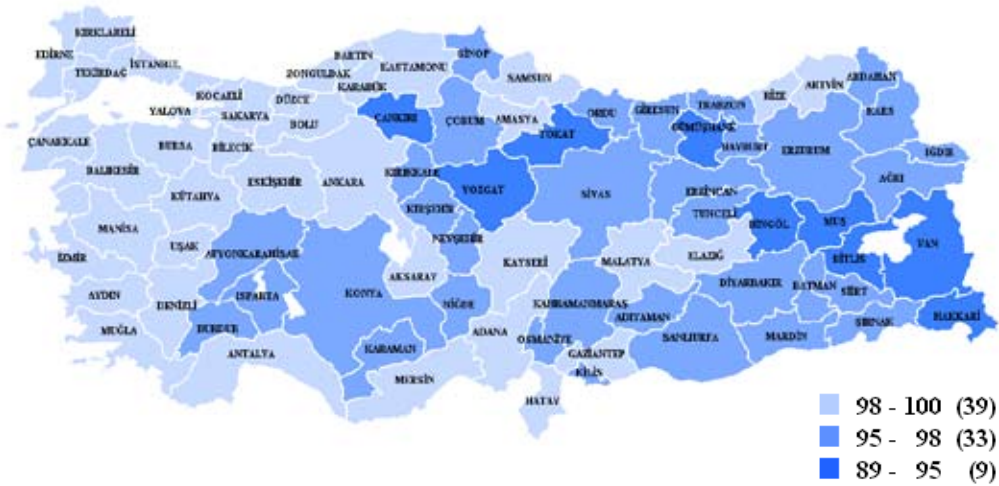 KIRKLARELİ
EDİRNE
TEKİRDAĞ
İSTANBUL
KOCAELİ
YALOVA
SAKARYA
DÜZCE
BOLU
ZONGULDAK
BARTIN
KARABÜK
KASTAMONU
SİNOP
SAMSUN
ÇANKIRI
ÇORUM
AMASYA
TOKAT
ORDU
GİRESUN
TRABZON
RİZE
ARTVİN
ARDAHAN
KARS
GÜMÜŞHANE
BAYBURT
ERZURUM
IĞDIR
AĞRI
ÇANAKKALE
BURSA
BİLECİK
BALIKESİR
KÜTAHYA
ESKİŞEHİR
ANKARA
KIRIKKALE
YOZGAT
SİVAS
ERZİNCAN
TUNCELİ
BİNGÖL
MUŞ
VAN
BİTLİS
MANİSA
UŞAK
AFYONKARAHİSAR
KIRŞEHİR
NEVŞEHİR
KAYSERİ
MALATYA
ELAZIĞ
İZMİR
AYDIN
DENİZLİ
ISPARTA
KONYA
AKSARAY
NİĞDE
KAHRAMANMARAŞ
ADIYAMAN
DİYARBAKIR
BATMAN
SİİRT
HAKKARİ
ŞIRNAK
MARDİN
ŞANLIURFA
MUĞLA
BURDUR
ANTALYA
KARAMAN
MERSİN
ADANA
OSMANİYE
GAZİANTEP
KİLİS
HATAY
98 - 100 (39)
95 - 98 (33)
89 - 95 (9)